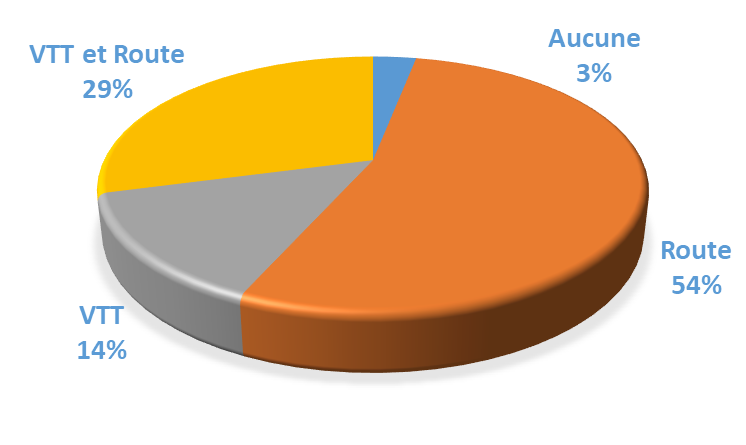 Aucune
3%
VTT et Route
29%
Route
54%
VTT
14%